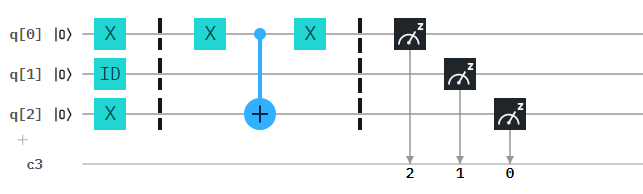 q[0] |0⟩ X X X z
q[1] |0⟩ ID z
q[2] |0⟩ X + z
+
c3
2 1 0